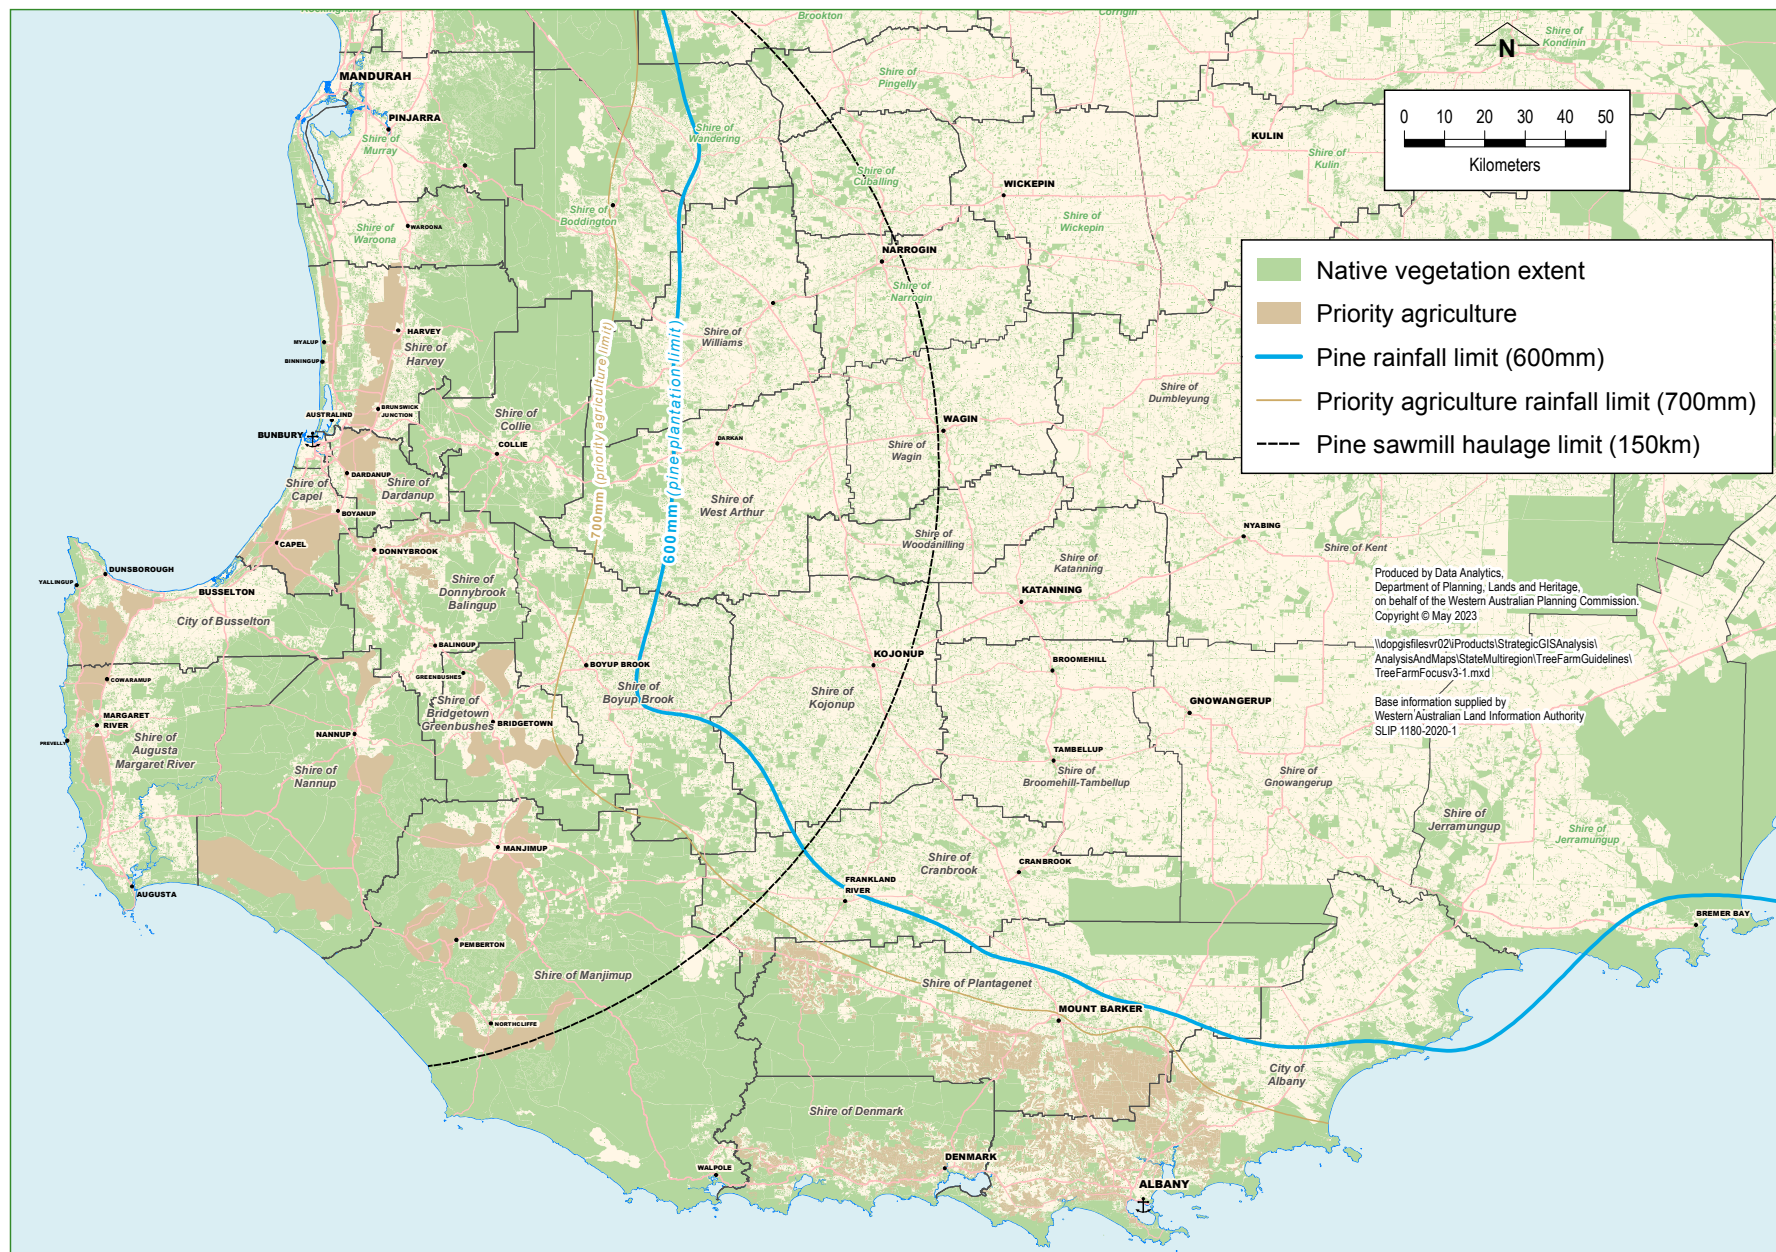 Rockingham
Brookton
Corrigin
Shire of
Kondinin
N
MANDURAH
Shire of
Pingelly
PINJARRA
Shire of
Murray
Shire of
Wandering
KULIN
Shire of
Kulin
0 10 20 30 40 50
Kilometers
Shire of
Cuballing
WICKEPIN
Shire of
Wickepin
Shire of
Boddington
Shire of
Waroona
WAROONA
NARROGIN
Shire of
Narrogin
Native vegetation extent
Priority agriculture
Pine rainfall limit (600mm)
Priority agriculture rainfall limit (700mm)
Pine sawmill haulage limit (150km)
HARVEY
Shire of
Harvey
MYALUP
BINNINGUP
Shire of
Williams
700mm (priority agriculture limit)
600mm (pine plantation limit)
Shire of
Dumbleyung
AUSTRALIND
BRUNSWICK
JUNCTION
BUNBURY
Shire of
Collie
COLLIE
DARKAN
WAGIN
Shire of
Wagin
DARDANUP
Shire of
Capel
Shire of
Dardanup
BOYANUP
Shire of
West Arthur
CAPEL
DONNYBROOK
Shire of
Woodanilling
Shire of
Katanning
NYABING
Shire of Kent
DUNSBOROUGH
YALLINGUP
BUSSELTON
City of Busselton
Shire of
Donnybrook
Balingup
KATANNING
Produced by Data Analytics,
Department of Planning, Lands and Heritage,
on behalf of the Western Australian Planning Commission.
Copyright © May 2023
\\dopgisfilesvr02\iProducts\StrategicGISAnalysis\
AnalysisAndMaps\StateMultiregion\TreeFarmGuidelines\
TreeFarmFocusv3-1.mxd
Base information supplied by
Western Australian Land Information Authority
SLIP 1180-2020-1
BALINGUP
GREENBUSHES
COWARAMUP
BOYUP BROOK
Shire of
Boyup Brook
KOJONUP
Shire of
Kojonup
BROOMEHILL
GNOWANGERUP
MARGARET
RIVER
PREVELLY
Shire of
Augusta
Margaret River
NANNUP
Shire of
Nannup
Shire of
Bridgetown
Greenbushes
BRIDGETOWN
TAMBELLUP
Shire of
Broomehill-Tambellup
Shire of
Gnowangerup
Shire of
Jerramungup
Shire of
Jerramungup
MANJIMUP
AUGUSTA
Shire of
Cranbrook
CRANBROOK
FRANKLAND
RIVER
BREMER BAY
PEMBERTON
Shire of Manjimup
Shire of Plantagenet
MOUNT BARKER
NORTHCLIFFE
City of
Albany
Shire of Denmark
WALPOLE
DENMARK
ALBANY